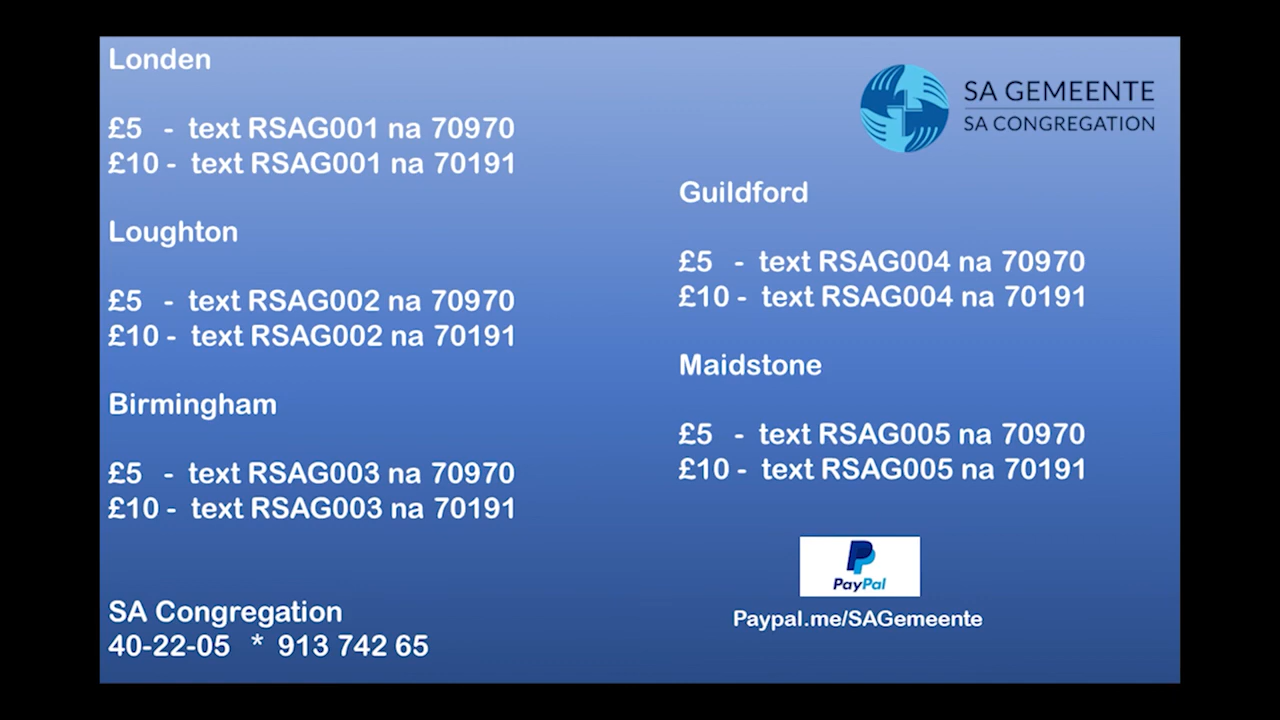 Londen
£5 - text RSAG001 na 70970
£10 - text RSAG001 na 70191
Loughton
£5 - text RSAG002 na 70970
£10 - text RSAG002 na 70191
Birmingham
£5 - text RSAG003 na 70970
£10 - text RSAG003 na 70191
SA Congregation
40-22-05 * 913 742 65
SA GEMEENTE
SA CONGREGATION
Guildford
£5 - text RSAG004 na 70970
£10 - text RSAG004 na 70191
Maidstone
£5 - text RSAG005 na 70970
£10 - text RSAG005 na 70191
PayPal
Paypal.me/SAGemeente